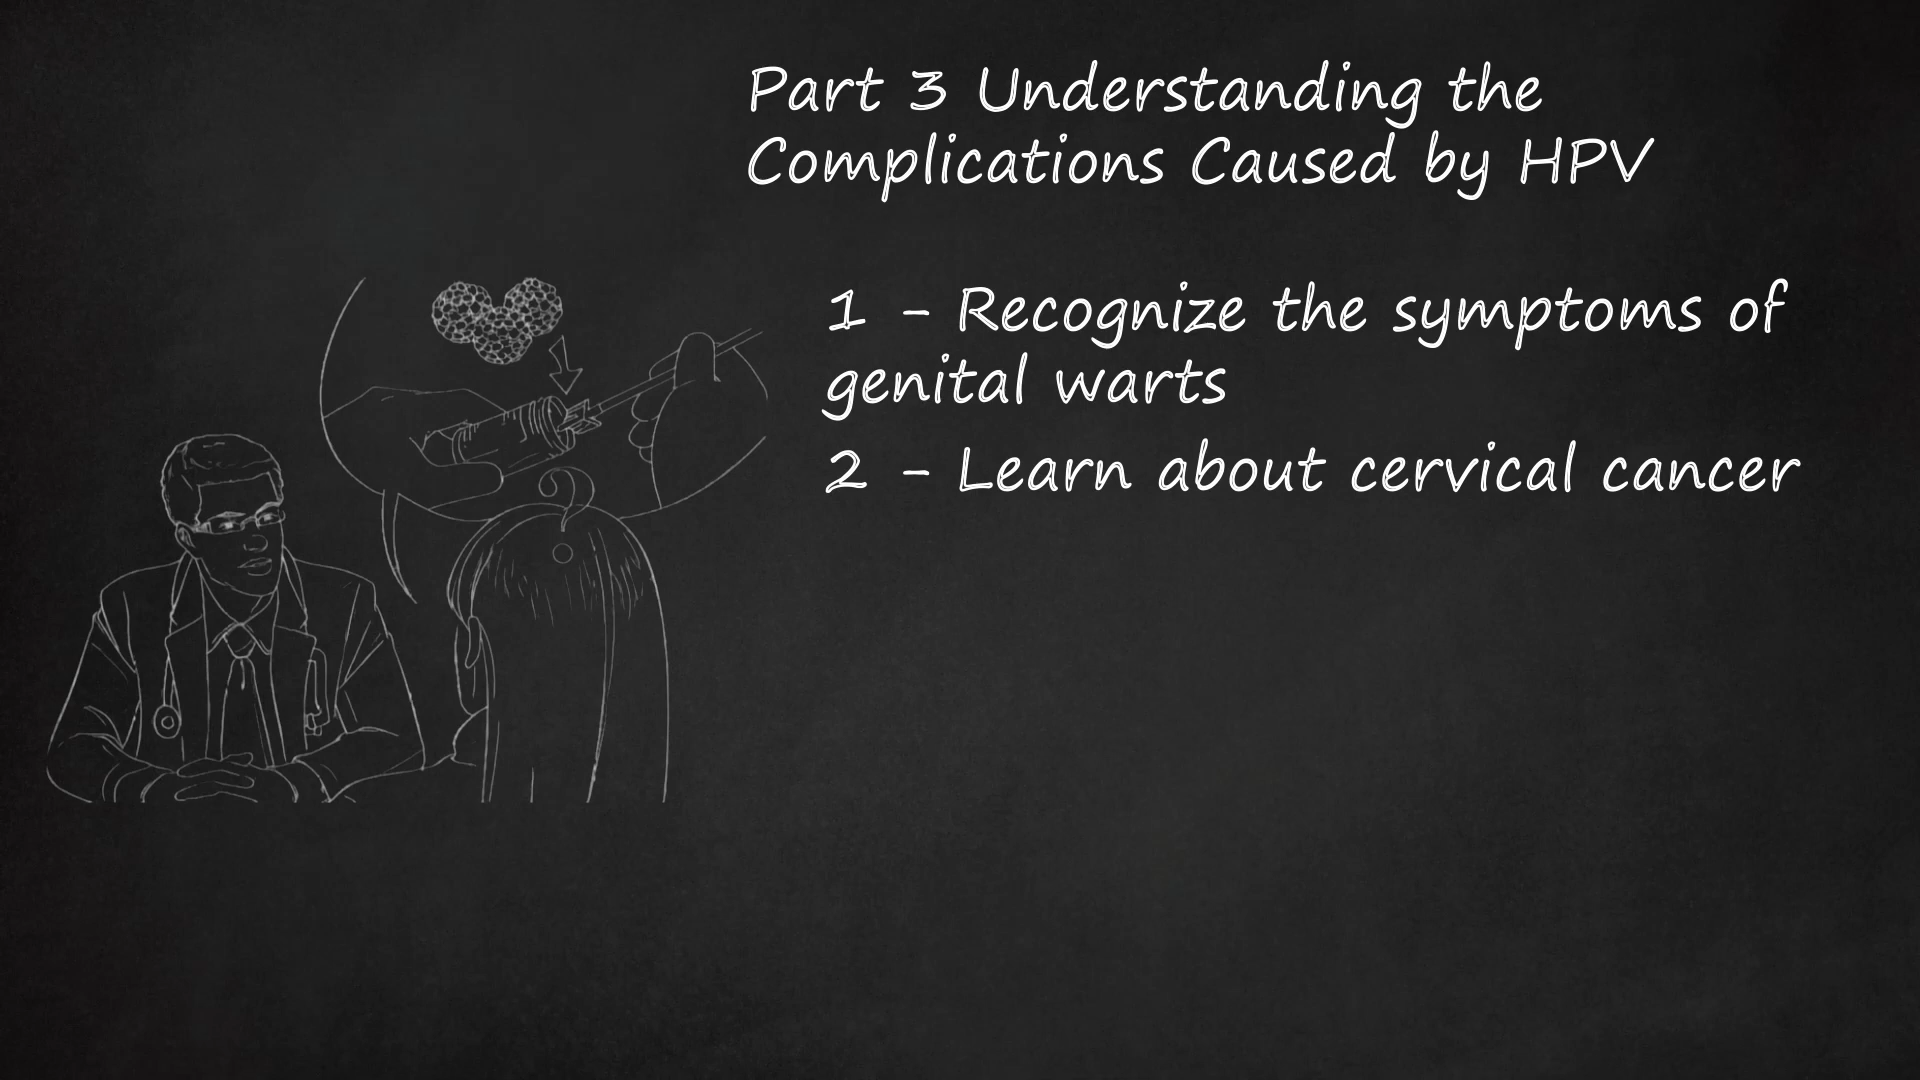 Part 3 Understanding the
Complications Caused by HPV
1 - Recognize the symptoms of
genital warts
2 - Learn about cervical cancer